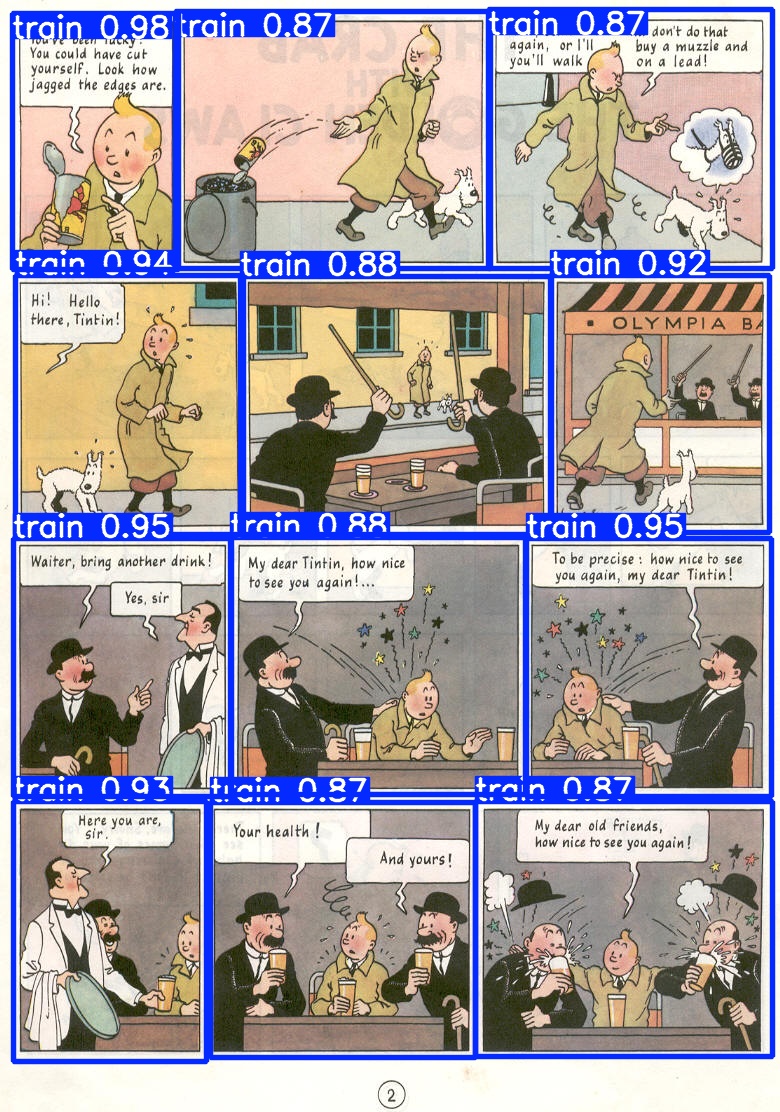 train 0.98
You've been lucky!
You could have cut
yourself. Look how
jagged the edges are.
train 0.87
train 0.87
don't do that
again, or I'll buy a muzzle and
you'll walk on a lead!
train 0.94
Hi! Hello
there, Tintin!
train 0.88
train 0.92
OLYMPIA BA
train 0.95
Waiter, bring another drink!
Yes, sir
train 0.88
My dear Tintin, how nice
to see you again!...
train 0.95
To be precise: how nice to see
you again, my dear Tintin!
train 0.93
Here you are,
sir.
train 0.87
Your health!
And yours!
train 0.87
My dear old friends,
how nice to see you again!
2